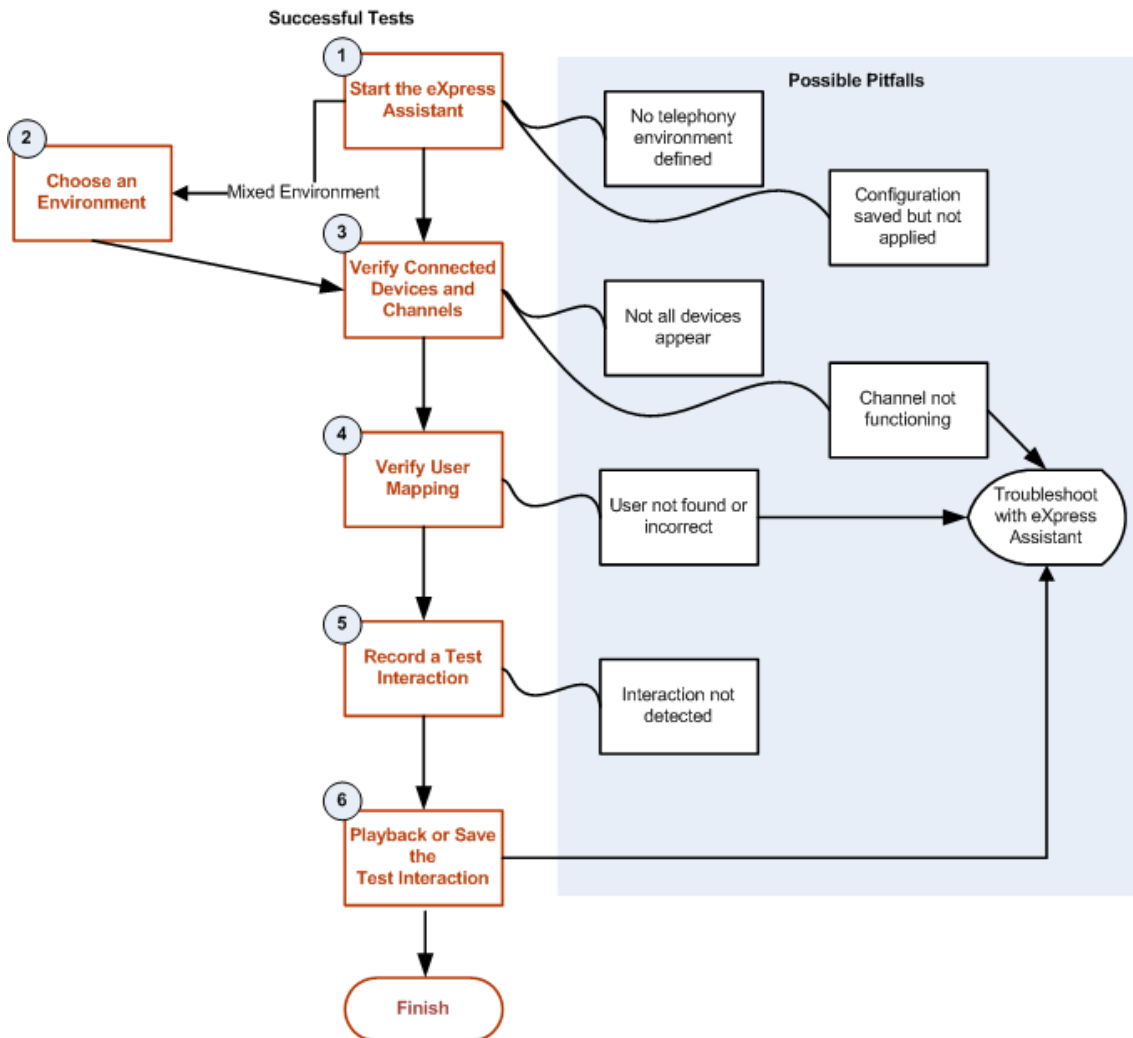 Successful Tests
1
Start the eXpress
Assistant
Possible Pitfalls
No telephony
environment
defined
2
Choose an
Environment
Mixed Environment
Configuration
saved but not
applied
3
Verify Connected
Devices and
Channels
Not all devices
appear
Channel not
functioning
4
Verify User
Mapping
User not found or
incorrect
Troubleshoot
with eXpress
Assistant
5
Record a Test
Interaction
Interaction not
detected
6
Playback or Save
the
Test Interaction
Finish